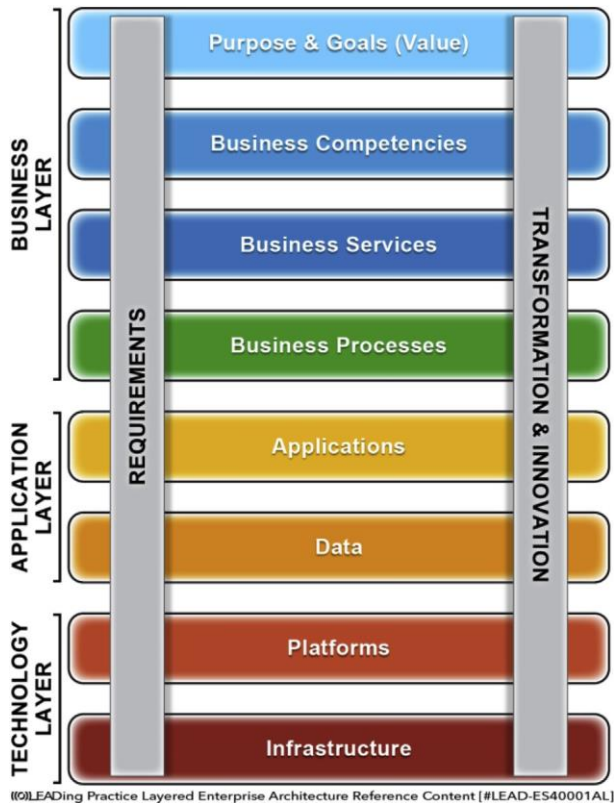 BUSINESS
LAYER
Purpose & Goals (Value)
Business Competencies
Business Services
Business Processes
APPLICATION
LAYER
Applications
Data
TECHNOLOGY
LAYER
Platforms
Infrastructure
REQUIREMENTS
TRANSFORMATION & INNOVATION
LEADing Practice Layered Enterprise Architecture Reference Content [#LEAD-ES40001AL]